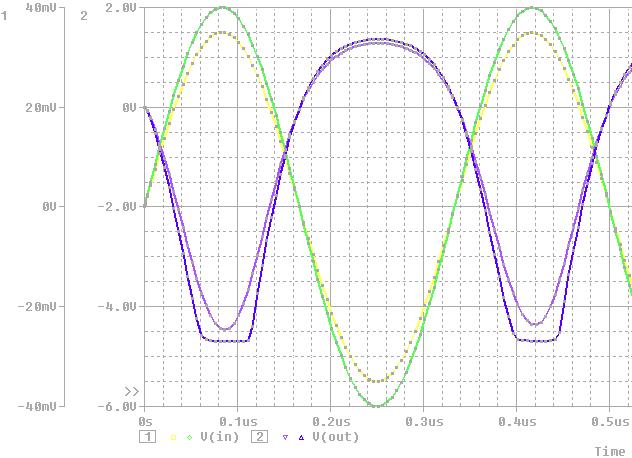 1 40mV 2 2.0V
20mV 0V
0V -2.0V
-20mV -4.0V
>>
-40mV -6.0V
0s 0.1us 0.2us 0.3us 0.4us 0.5us
1 V(in) 2 V(out)
Time